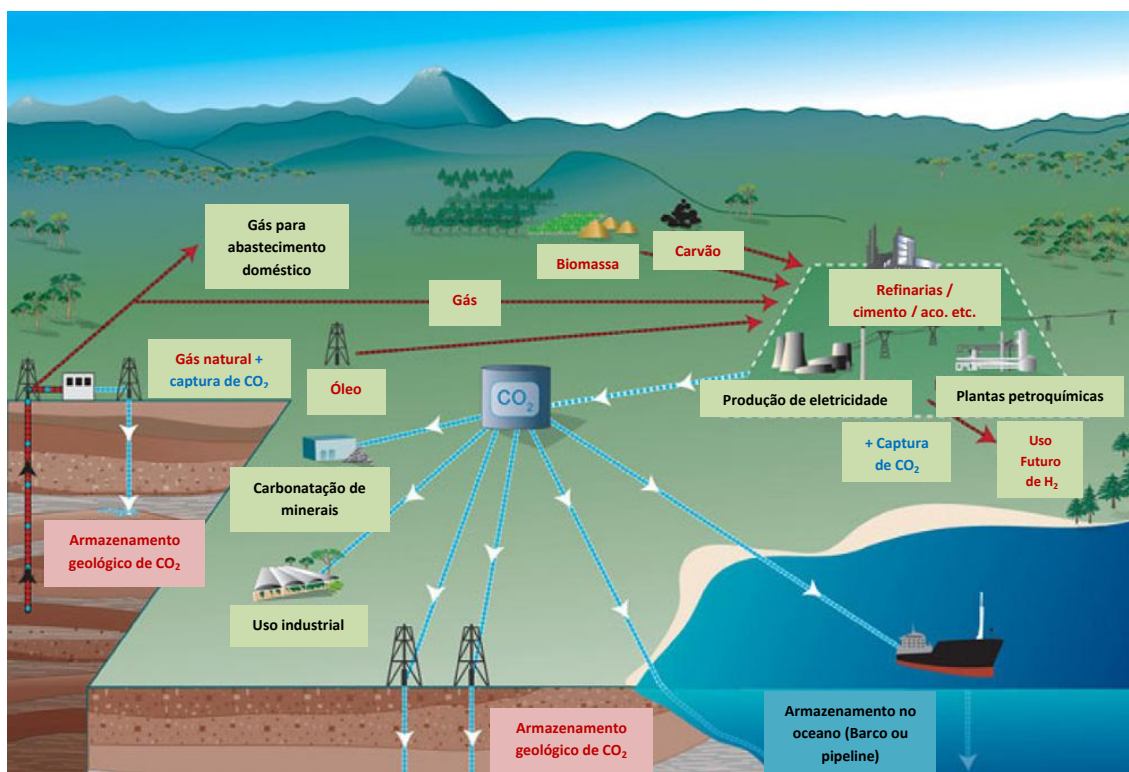 Gás para
abastecimento
doméstico
Biomassa
Carvão
Gás
Refinarias /
cimento / aco. etc.
Gás natural +
captura de CO₂
Óleo
CO₂
Produção de eletricidade
Plantas petroquímicas
+ Captura
de CO₂
Uso
Futuro
de H₂
Carbonatação de
minerais
Armazenamento
geológico de CO₂
Uso industrial
Armazenamento
geológico de CO₂
Armazenamento no
oceano (Barco ou
pipeline)